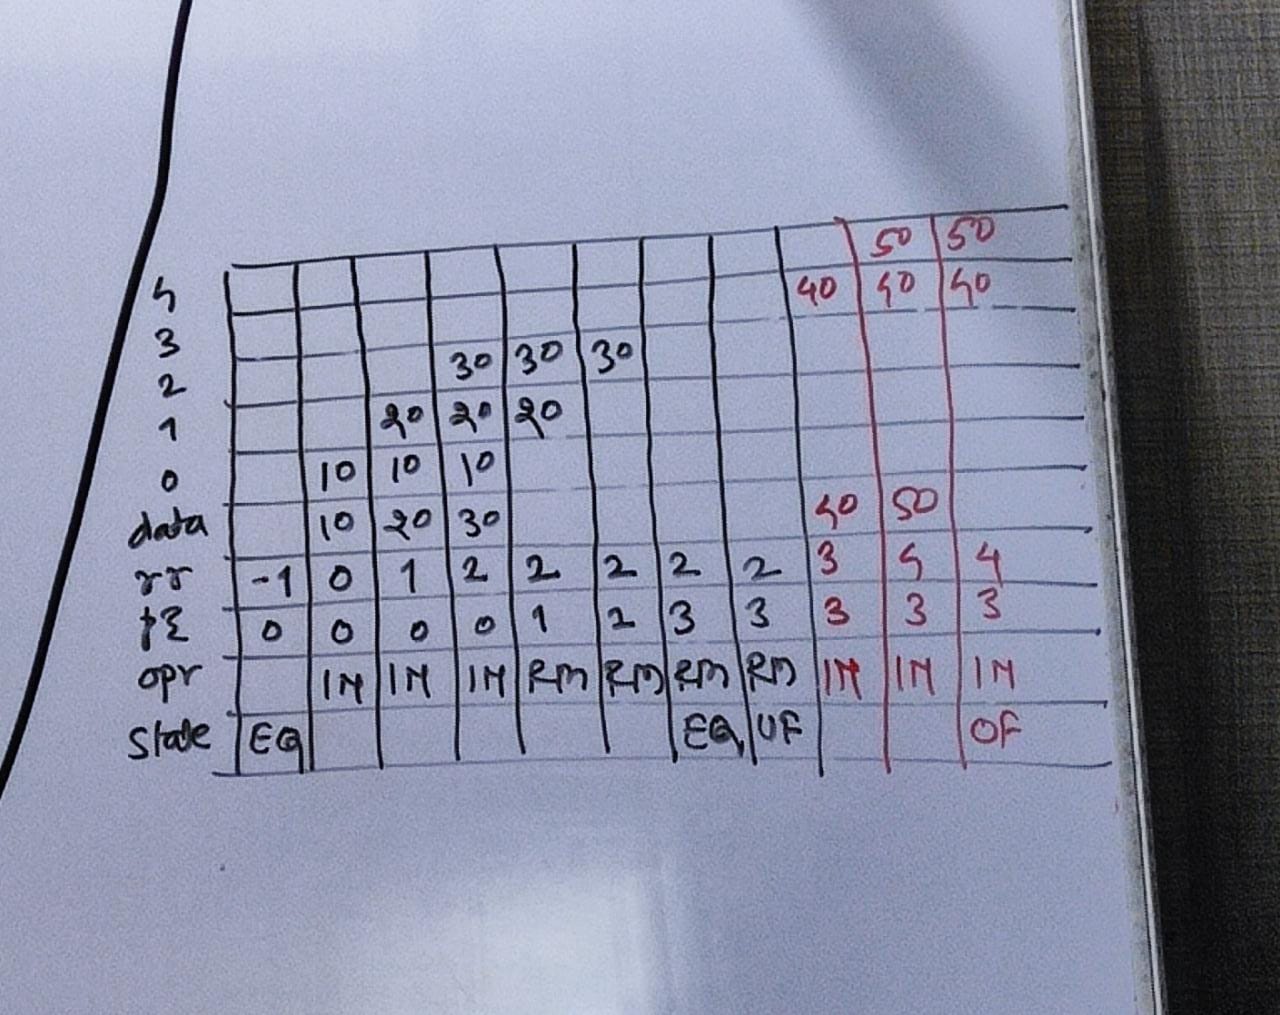 50 50
4 40 40 40
3
2 30 30 30
1 20 20 20
0 10 10 10
data 10 20 30 40 50
rr -1 0 1 2 2 2 2 2 3 4 4
0 0 0 0 1 2 3 3 3 3 3
opr IN IN IN RM RM RM RM IN IN IN
State EQ EQ UF OF